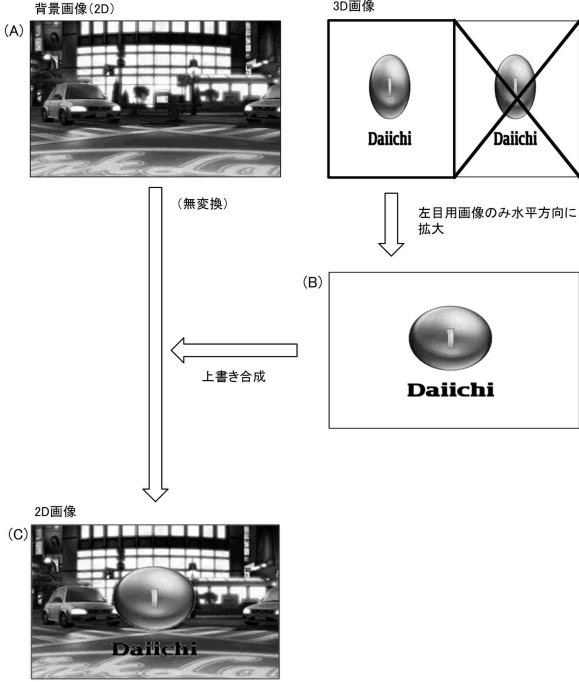 背景画像(2D)
3D画像
(A)
Daiichi
Daiichi
(無変換)
左目用画像のみ水平方向に
拡大
(B)
Daiichi
上書き合成
2D画像
(C)
Daiichi